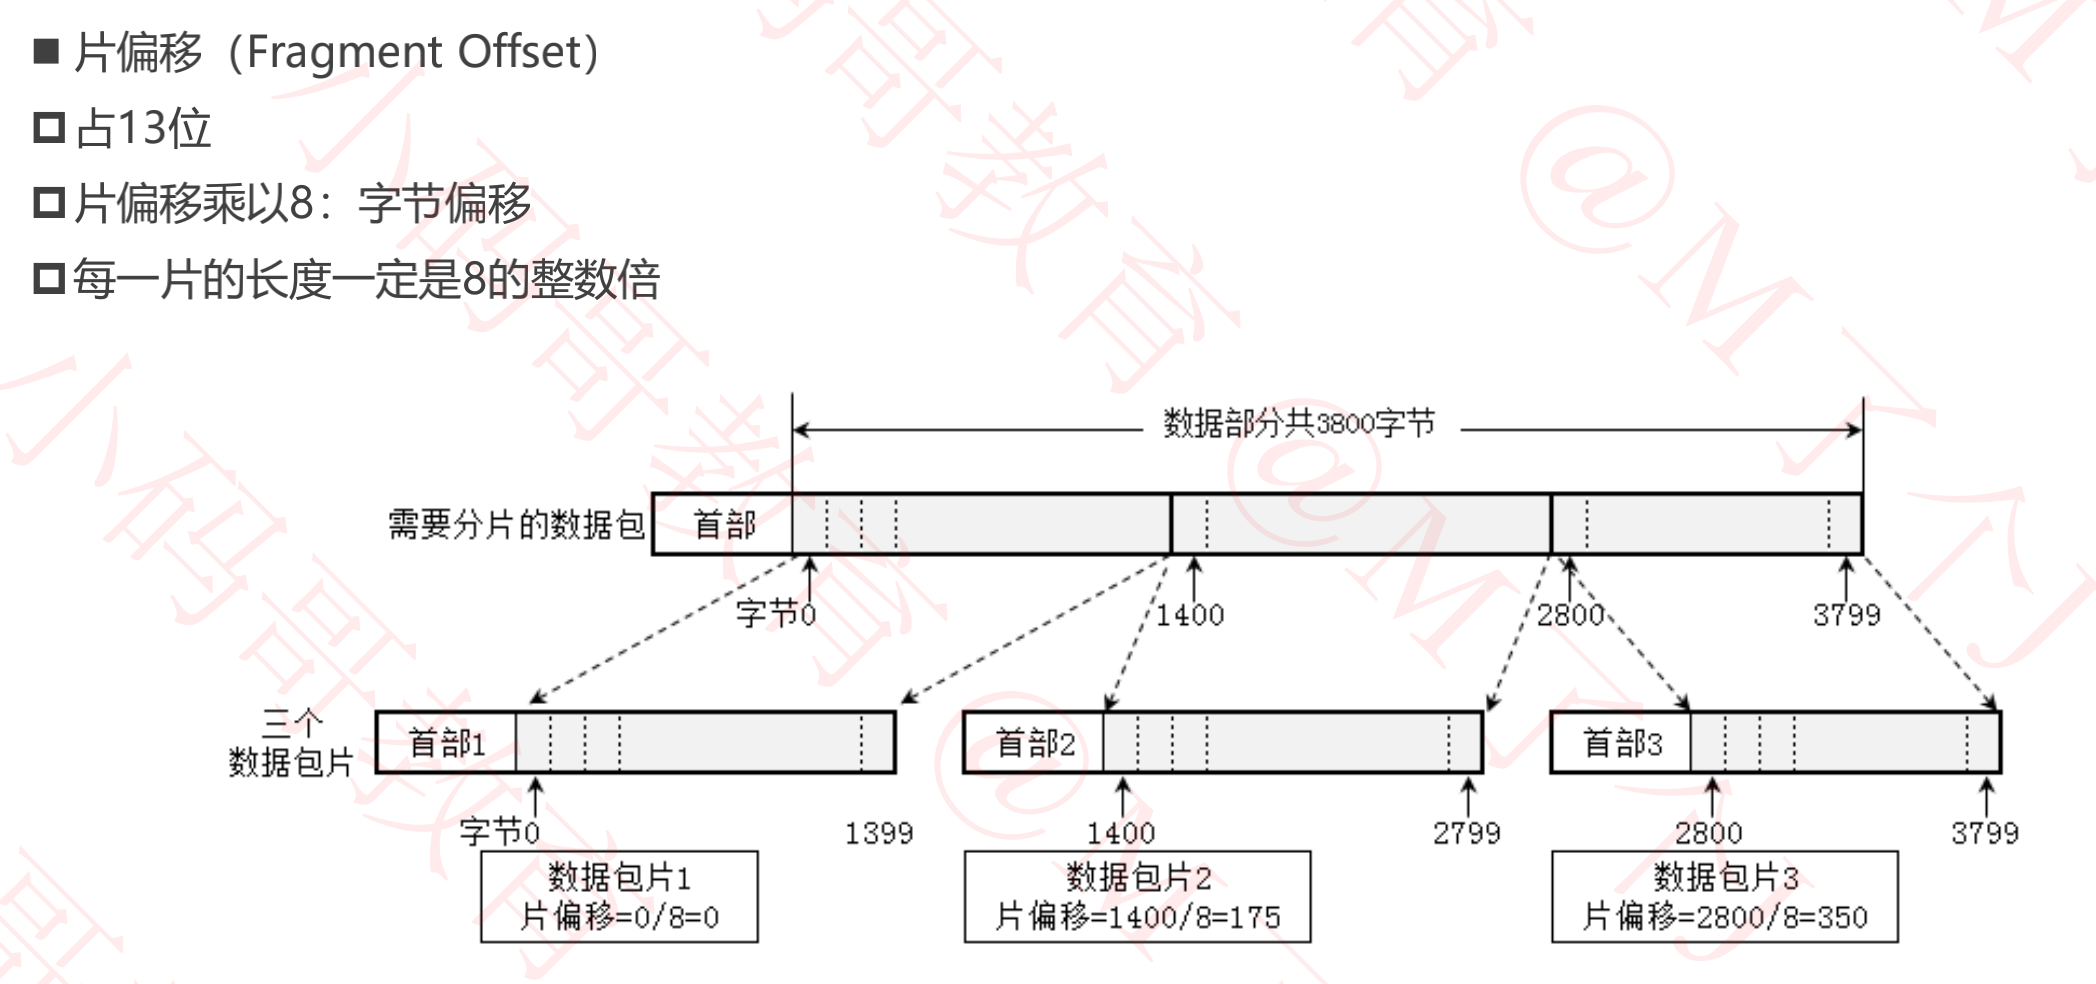 ■ 片偏移（Fragment Offset）
占13位
片偏移乘以8：字节偏移
每一片的长度一定是8的整数倍
数据部分共3800字节
需要分片的数据包 首部
字节0 1400 2800 3799
三个
数据包片
首部1 首部2 首部3
字节0 1399 1400 2799 2800 3799
数据包片1
片偏移=0/8=0
数据包片2
片偏移=1400/8=175
数据包片3
片偏移=2800/8=350
小码哥教育 @M了个J